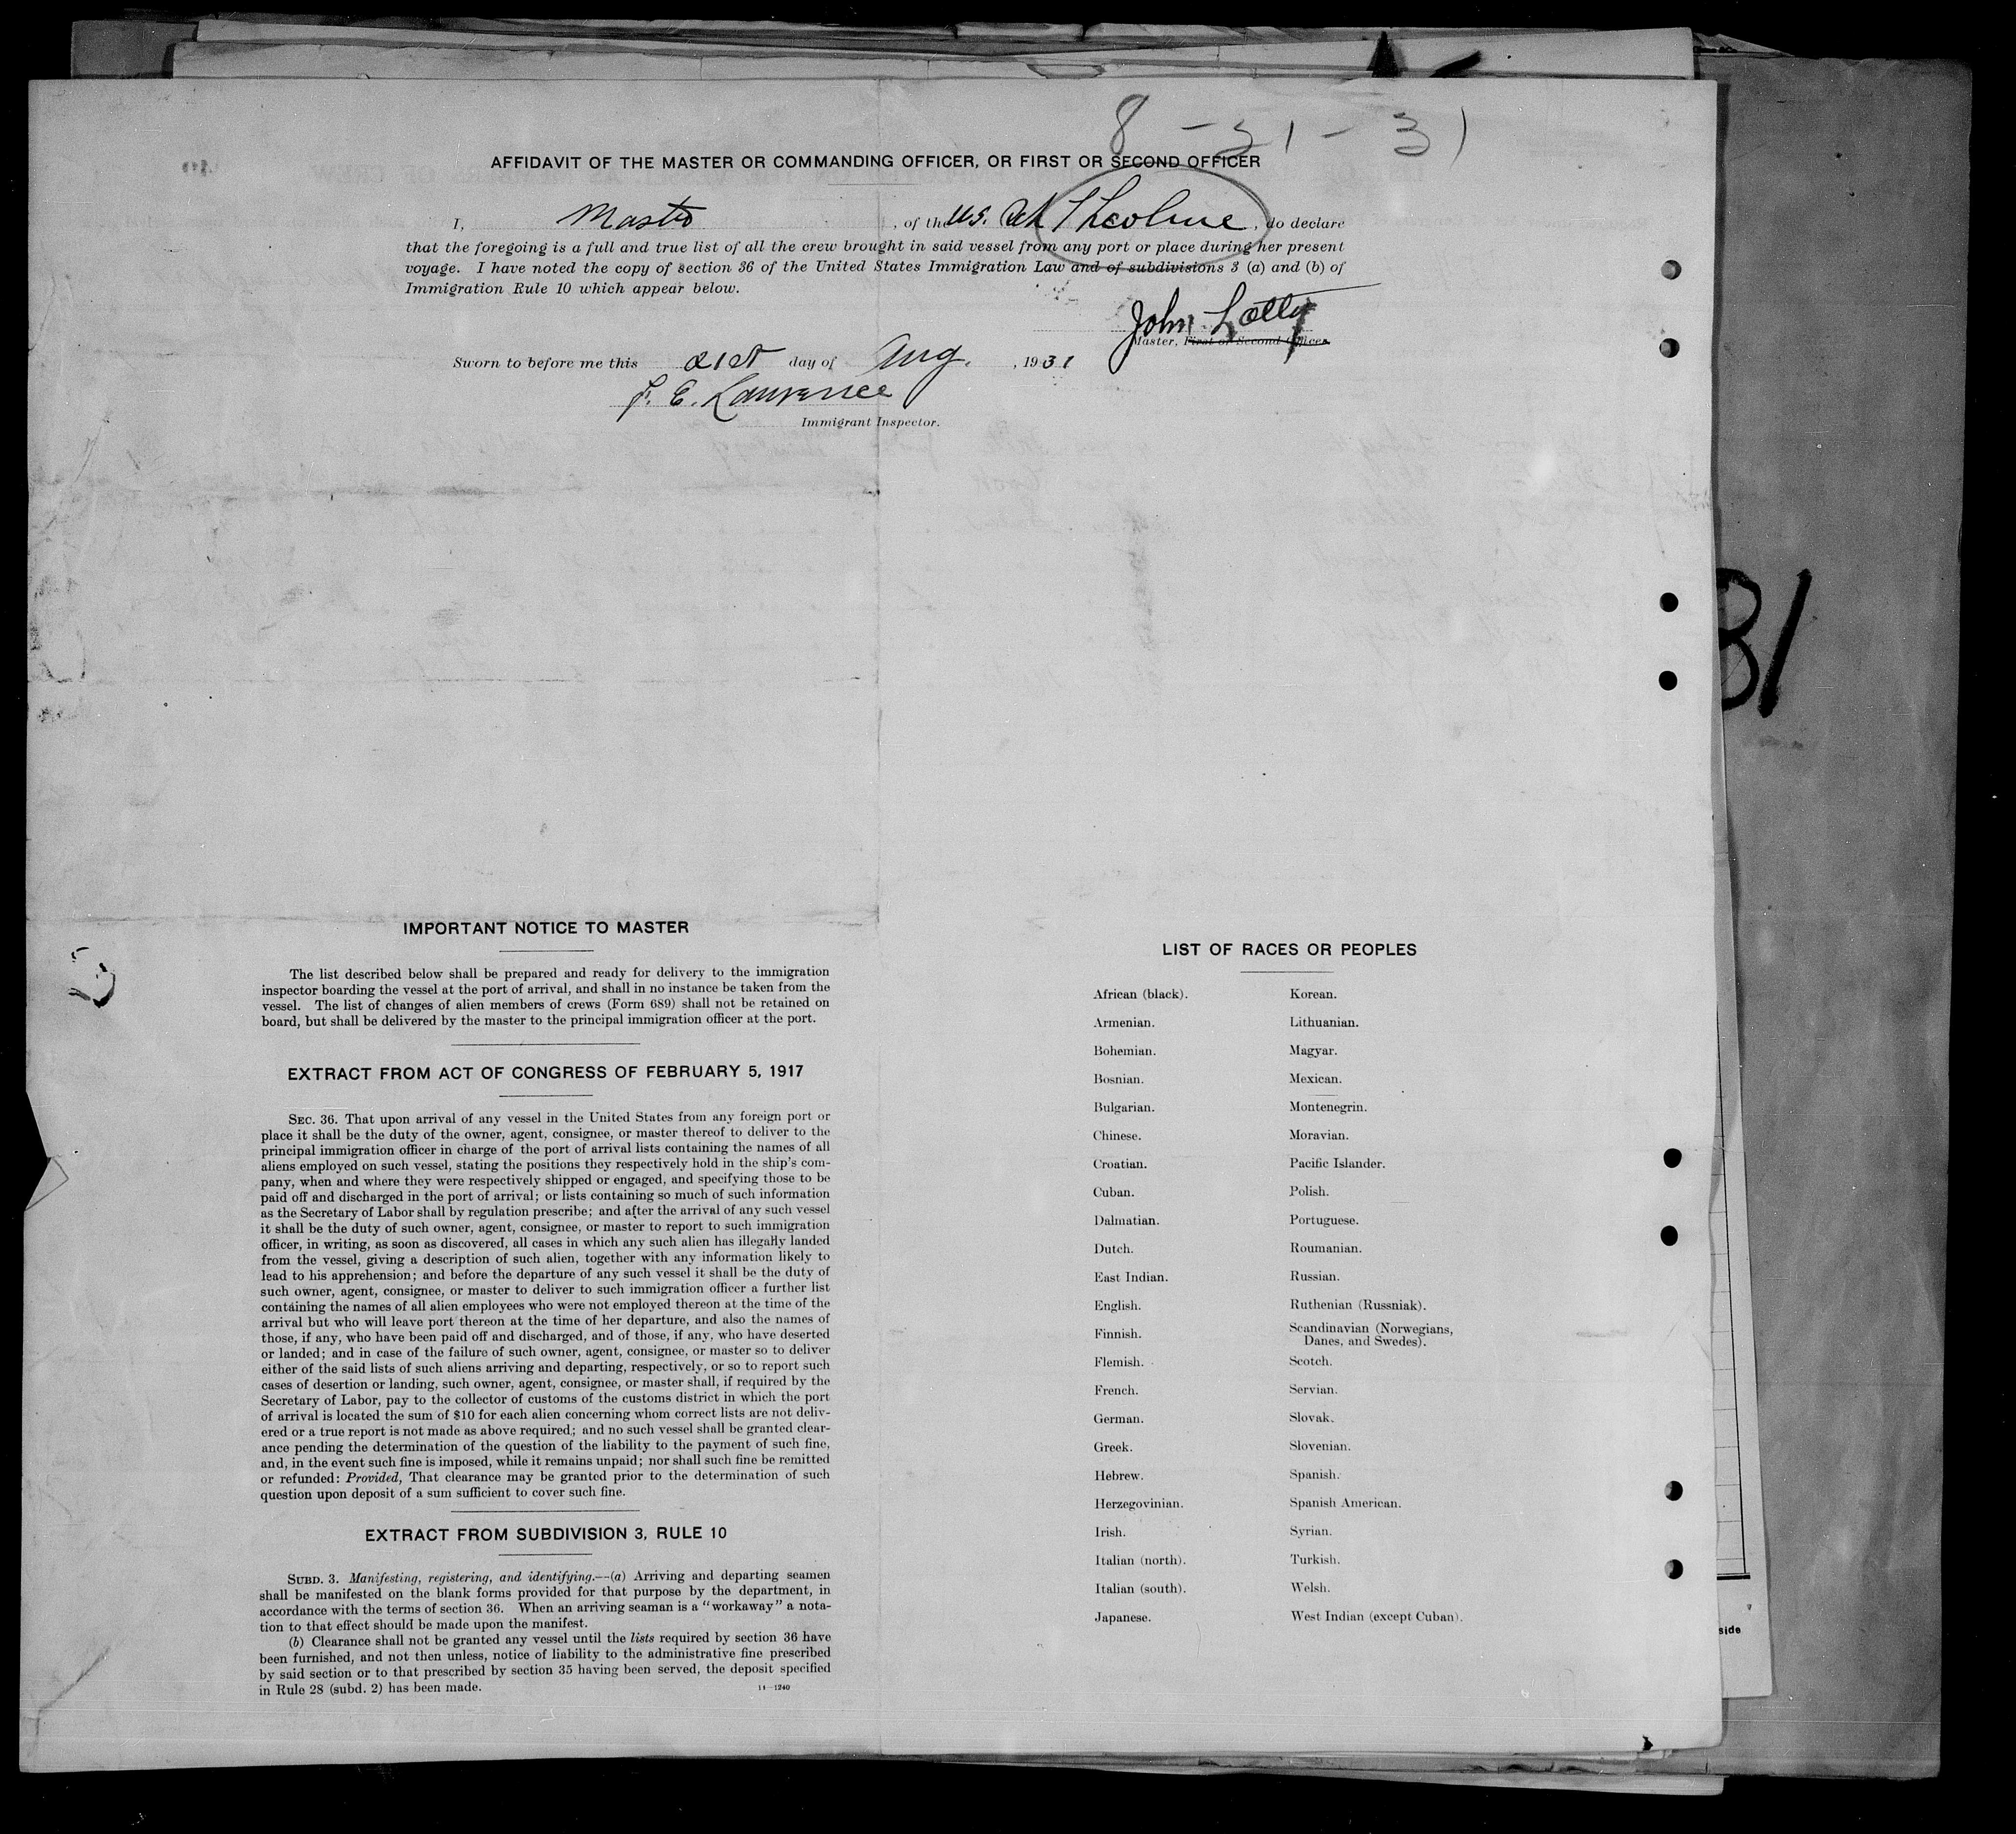 8-21-31
AFFIDAVIT OF THE MASTER OR COMMANDING OFFICER, OR FIRST OR SECOND OFFICER
I, Master, of the U.S. Sch Theoline, do declare
that the foregoing is a full and true list of all the crew brought in said vessel from any port or place during her present
voyage. I have noted the copy of section 36 of the United States Immigration Law and of subdivisions 3 (a) and (b) of
Immigration Rule 10 which appear below.
John
Master, First or Second Officer.
Sworn to before me this 21st day of Aug., 1931
E. Lawrence
Immigrant Inspector.
31
IMPORTANT NOTICE TO MASTER
The list described below shall be prepared and ready for delivery to the immigration
inspector boarding the vessel at the port of arrival, and shall in no instance be taken from the
vessel. The list of changes of alien members of crews (Form 689) shall not be retained on
board, but shall be delivered by the master to the principal immigration officer at the port.
EXTRACT FROM ACT OF CONGRESS OF FEBRUARY 5, 1917
SEC. 36. That upon arrival of any vessel in the United States from any foreign port or
place it shall be the duty of the owner, agent, consignee, or master thereof to deliver to the
principal immigration officer in charge of the port of arrival lists containing the names of all
aliens employed on such vessel, stating the positions they respectively hold in the ship's com-
pany, when and where they were respectively shipped or engaged, and specifying those to be
paid off and discharged in the port of arrival; or lists containing so much of such information
as the Secretary of Labor shall by regulation prescribe; and after the arrival of any such vessel
it shall be the duty of such owner, agent, consignee, or master to report to such immigration
officer, in writing, as soon as discovered, all cases in which any such alien has illegally landed
from the vessel, giving a description of such alien, together with any information likely to
lead to his apprehension; and before the departure of any such vessel it shall be the duty of
such owner, agent, consignee, or master to deliver to such immigration officer a further list
containing the names of all alien employees who were not employed thereon at the time of the
arrival but who will leave port thereon at the time of her departure, and also the names of
those, if any, who have been paid off and discharged, and of those, if any, who have deserted
or landed; and in case of the failure of such owner, agent, consignee, or master so to deliver
either of the said lists of such aliens arriving and departing, respectively, or so to report such
cases of desertion or landing, such owner, agent, consignee, or master shall, if required by the
Secretary of Labor, pay to the collector of customs of the customs district in which the port
of arrival is located the sum of $10 for each alien concerning whom correct lists are not deliv-
ered or a true report is not made as above required; and no such vessel shall be granted clear-
ance pending the determination of the question of the liability to the payment of such fine,
and, in the event such fine is imposed, while it remains unpaid; nor shall such fine be remitted
or refunded: Provided, That clearance may be granted prior to the determination of such
question upon deposit of a sum sufficient to cover such fine.
EXTRACT FROM SUBDIVISION 3, RULE 10
SUBD. 3. Manifesting, registering, and identifying.—(a) Arriving and departing seamen
shall be manifested on the blank forms provided for that purpose by the department, in
accordance with the terms of section 36. When an arriving seaman is a "workaway" a nota-
tion to that effect should be made upon the manifest.
(b) Clearance shall not be granted any vessel until the lists required by section 36 have
been furnished, and not then unless, notice of liability to the administrative fine prescribed
by said section or to that prescribed by section 35 having been served, the deposit specified
in Rule 28 (subd. 2) has been made.
14—1240
LIST OF RACES OR PEOPLES
African (black).
Armenian.
Bohemian.
Bosnian.
Bulgarian.
Chinese.
Croatian.
Cuban.
Dalmatian.
Dutch.
East Indian.
English.
Finnish.
Flemish.
French.
German.
Greek.
Hebrew.
Herzegovinian.
Irish.
Italian (north).
Italian (south).
Japanese.
Korean.
Lithuanian.
Magyar.
Mexican.
Montenegrin.
Moravian.
Pacific Islander.
Polish.
Portuguese.
Roumanian.
Russian.
Ruthenian (Russniak).
Scandinavian (Norwegians,
Danes, and Swedes).
Scotch.
Servian.
Slovak.
Slovenian.
Spanish.
Spanish American.
Syrian.
Turkish.
Welsh.
West Indian (except Cuban).
side